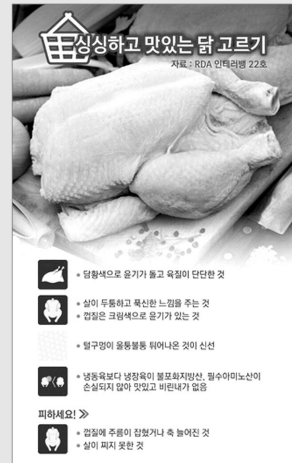 싱싱하고 맛있는 닭 고르기
자료 : RDA 인터러뱅 22호
담황색으로 윤기가 돌고 육질이 단단한 것
살이 두툼하고 푹신한 느낌을 주는 것
껍질은 크림색으로 윤기가 있는 것
털구멍이 울퉁불퉁 튀어나온 것이 신선
냉동육보다 냉장육이 불포화지방산, 필수아미노산이
손실되지 않아 맛있고 비린내가 없음
피하세요! ≫
껍질에 주름이 잡혔거나 축 늘어진 것
살이 찌지 못한 것